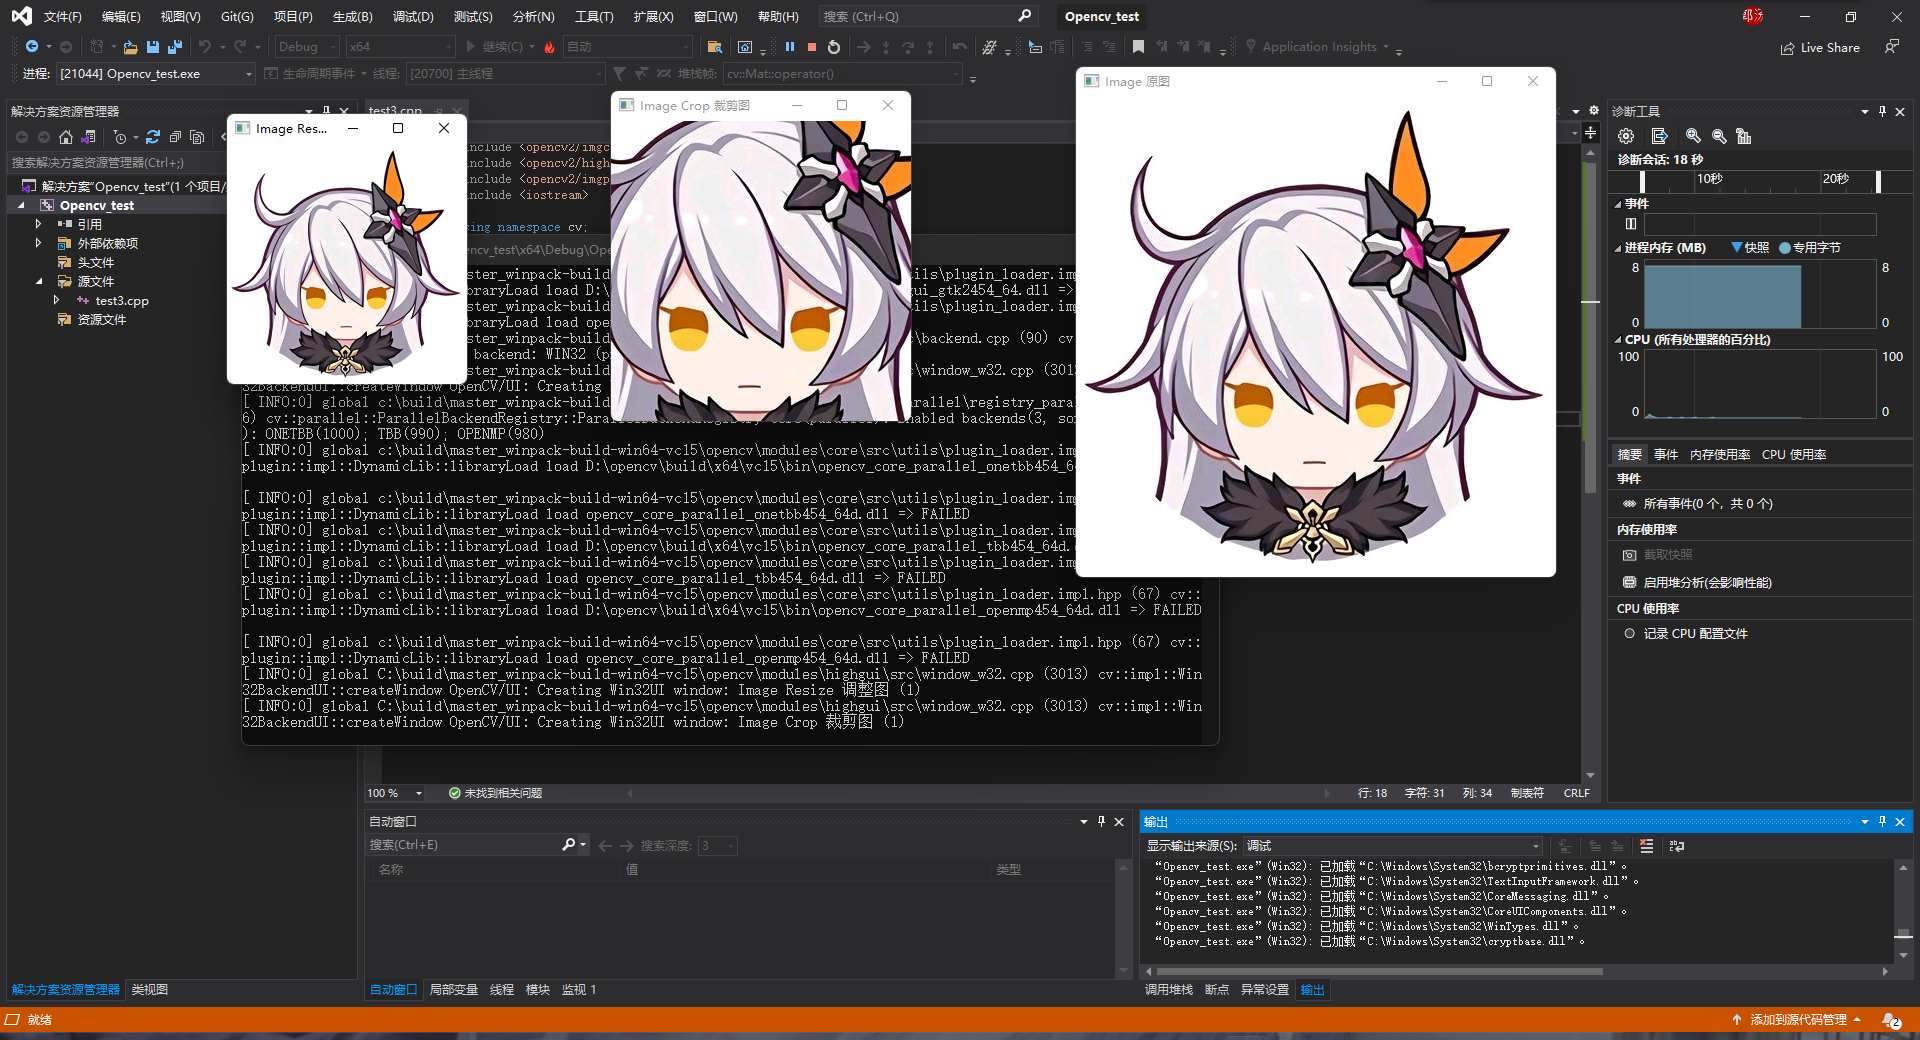 文件(F) 编辑(E) 视图(V) Git(G) 项目(P) 生成(B) 调试(D) 测试(S) 分析(N) 工具(T) 扩展(X) 窗口(W) 帮助(H) 搜索 (Ctrl+Q) Opencv_test
Debug x64 继续(C) 自动 Application Insights Live Share
进程: [21044] Opencv_test.exe 生命周期事件 线程: [20700] 主线程 堆栈帧: cv::Mat::operator()
解决方案资源管理器
搜索解决方案资源管理器(Ctrl+;)
解决方案"Opencv_test"(1 个项目/
Opencv_test
引用
外部依赖项
头文件
源文件
test3.cpp
资源文件
Image Res...
test3.cpp
Image Crop 裁剪图
Image 原图
include <opencv2/imgc
include <opencv2/high
include <opencv2/imgp
include <iostream>
ing namespace cv;
encv_test\x64\Debug\Ope
master_winpack-build- utils\plugin_loader.imp
ibraryLoad load D:\ gui_gtk2454_64.dll =>
master_winpack-build- utils\plugin_loader.imp
ibraryLoad load open
master_winpack-build- \backend.cpp (90) cv
backend: WIN32 (p
master_winpack-build- \window_w32.cpp (3013
32BackendUI::createWindow OpenCV/UI: Creating
[ INFO:0] global c:\build\master_winpack-build- arallel\registry_para
6) cv::parallel::ParallelBackendRegistry::Para Enabled backends(3, sor
): ONETBB(1000); TBB(990); OPENMP(980)
[ INFO:0] global c:\build\master_winpack-build-win64-vc15\opencv\modules\core\src\utils\plugin_loader.imp
plugin::impl::DynamicLib::libraryLoad load D:\opencv\build\x64\vc15\bin\opencv_core_parallel_onetbb454_64
[ INFO:0] global c:\build\master_winpack-build-win64-vc15\opencv\modules\core\src\utils\plugin_loader.imp
plugin::impl::DynamicLib::libraryLoad load opencv_core_parallel_onetbb454_64d.dll => FAILED
[ INFO:0] global c:\build\master_winpack-build-win64-vc15\opencv\modules\core\src\utils\plugin_loader.imp
plugin::impl::DynamicLib::libraryLoad load D:\opencv\build\x64\vc15\bin\opencv_core_parallel_tbb454_64d.
[ INFO:0] global c:\build\master_winpack-build-win64-vc15\opencv\modules\core\src\utils\plugin_loader.imp
plugin::impl::DynamicLib::libraryLoad load opencv_core_parallel_tbb454_64d.dll => FAILED
[ INFO:0] global c:\build\master_winpack-build-win64-vc15\opencv\modules\core\src\utils\plugin_loader.impl.hpp (67) cv::
plugin::impl::DynamicLib::libraryLoad load D:\opencv\build\x64\vc15\bin\opencv_core_parallel_openmp454_64d.dll => FAILED
[ INFO:0] global c:\build\master_winpack-build-win64-vc15\opencv\modules\core\src\utils\plugin_loader.impl.hpp (67) cv::
plugin::impl::DynamicLib::libraryLoad load opencv_core_parallel_openmp454_64d.dll => FAILED
[ INFO:0] global C:\build\master_winpack-build-win64-vc15\opencv\modules\highgui\src\window_w32.cpp (3013) cv::impl::Win
32BackendUI::createWindow OpenCV/UI: Creating Win32UI window: Image Resize 调整图 (1)
[ INFO:0] global C:\build\master_winpack-build-win64-vc15\opencv\modules\highgui\src\window_w32.cpp (3013) cv::impl::Win
32BackendUI::createWindow OpenCV/UI: Creating Win32UI window: Image Crop 裁剪图 (1)
100 % 未找到相关问题 行: 18 字符: 31 列: 34 制表符 CRLF
诊断工具
诊断会话: 18 秒
10秒 20秒
事件
进程内存 (MB) 快照 专用字节
8 8
0 0
CPU (所有处理器的百分比)
100 100
0 0
摘要 事件 内存使用率 CPU 使用率
事件
所有事件(0 个，共 0 个)
内存使用率
截取快照
启用堆分析(会影响性能)
CPU 使用率
记录 CPU 配置文件
自动窗口
搜索(Ctrl+E) 搜索深度: 3
名称 值 类型
输出
显示输出来源(S): 调试
“Opencv_test.exe”(Win32): 已加载“C:\Windows\System32\bcryptprimitives.dll”。
“Opencv_test.exe”(Win32): 已加载“C:\Windows\System32\TextInputFramework.dll”。
“Opencv_test.exe”(Win32): 已加载“C:\Windows\System32\CoreMessaging.dll”。
“Opencv_test.exe”(Win32): 已加载“C:\Windows\System32\CoreUIComponents.dll”。
“Opencv_test.exe”(Win32): 已加载“C:\Windows\System32\WinTypes.dll”。
“Opencv_test.exe”(Win32): 已加载“C:\Windows\System32\cryptbase.dll”。
解决方案资源管理器 类视图
自动窗口 局部变量 线程 模块 监视 1
调用堆栈 断点 异常设置 输出
就绪 添加到源代码管理 2